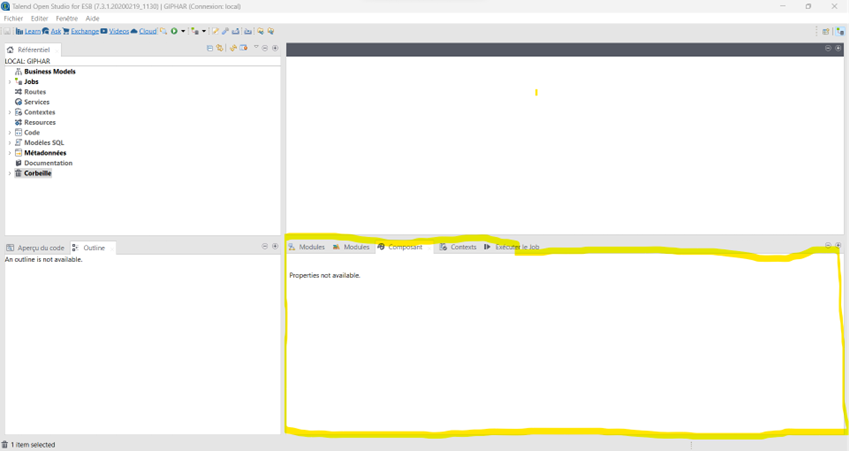 Talend Open Studio for ESB (7.3.1.20200219_1130) | GIPHAR (Connexion: local)
Fichier Editer Fenêtre Aide
Learn Ask Exchange Videos Cloud
Référentiel
LOCAL: GIPHAR
Business Models
Jobs
Routes
Services
Contextes
Resources
Code
Modèles SQL
Métadonnées
Documentation
Corbeille
Aperçu du code Outline
An outline is not available.
Modules Modules Composant Contexts Exécuter le Job
Properties not available.
1 item selected